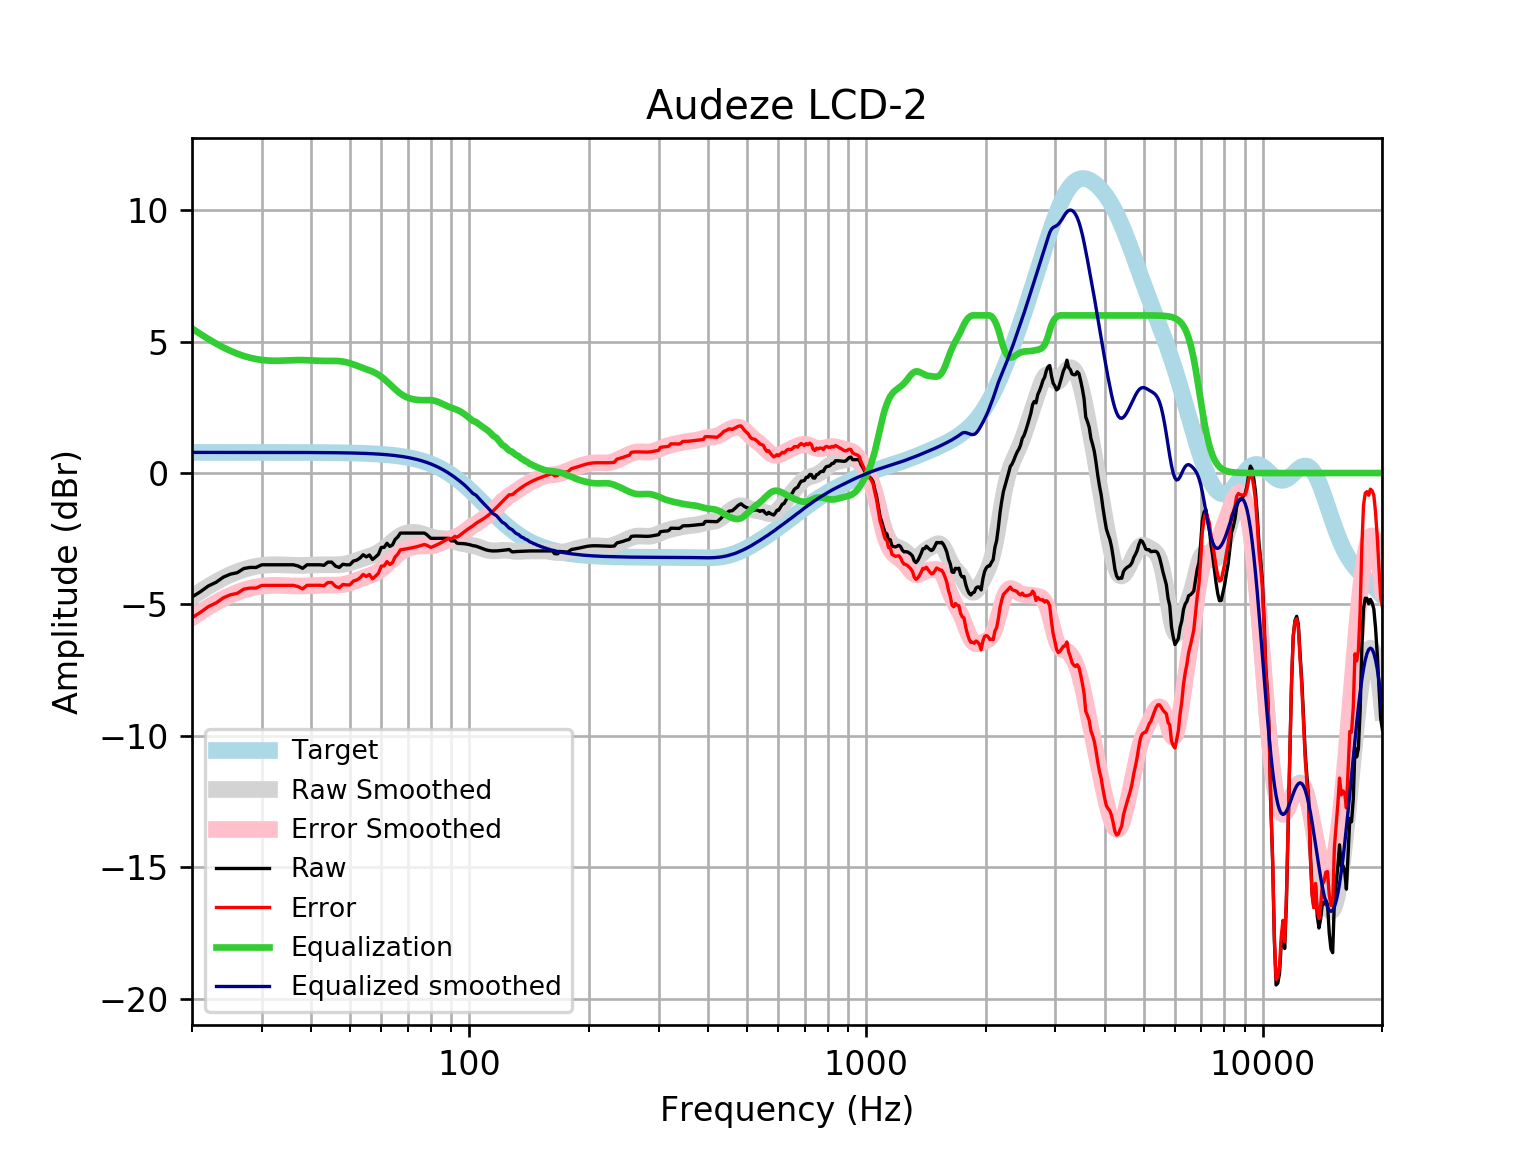 Audeze LCD-2
Amplitude (dBr)
10
5
0
−5
−10
−15
−20
Target
Raw Smoothed
Error Smoothed
Raw
Error
Equalization
Equalized smoothed
100 1000 10000
Frequency (Hz)